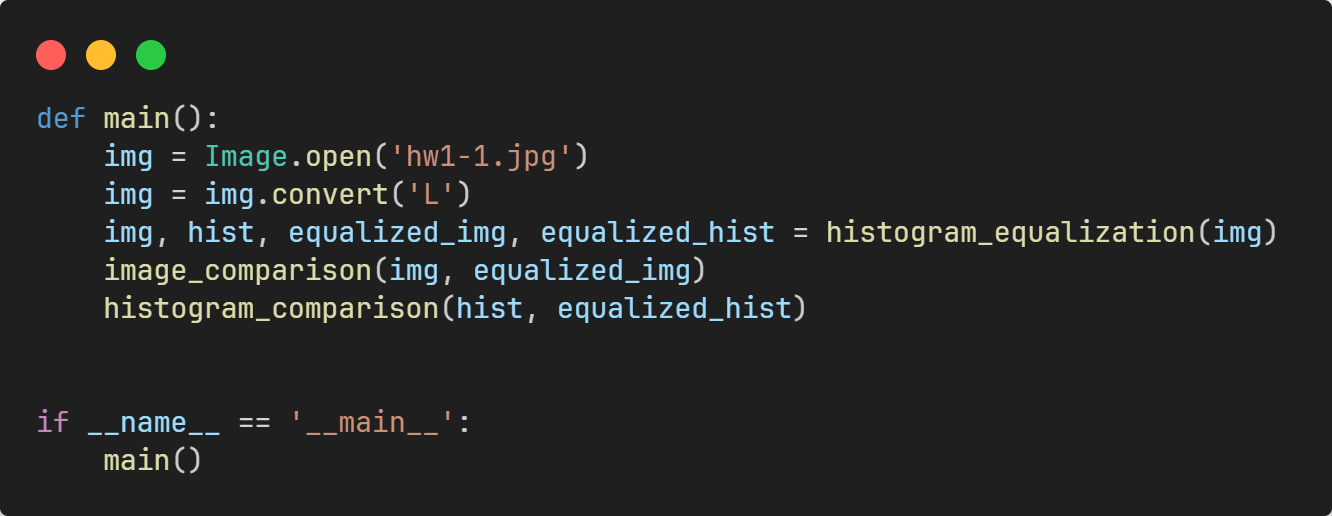 def main():
    img = Image.open('hw1-1.jpg')
    img = img.convert('L')
    img, hist, equalized_img, equalized_hist = histogram_equalization(img)
    image_comparison(img, equalized_img)
    histogram_comparison(hist, equalized_hist)


if __name__ == '__main__':
    main()